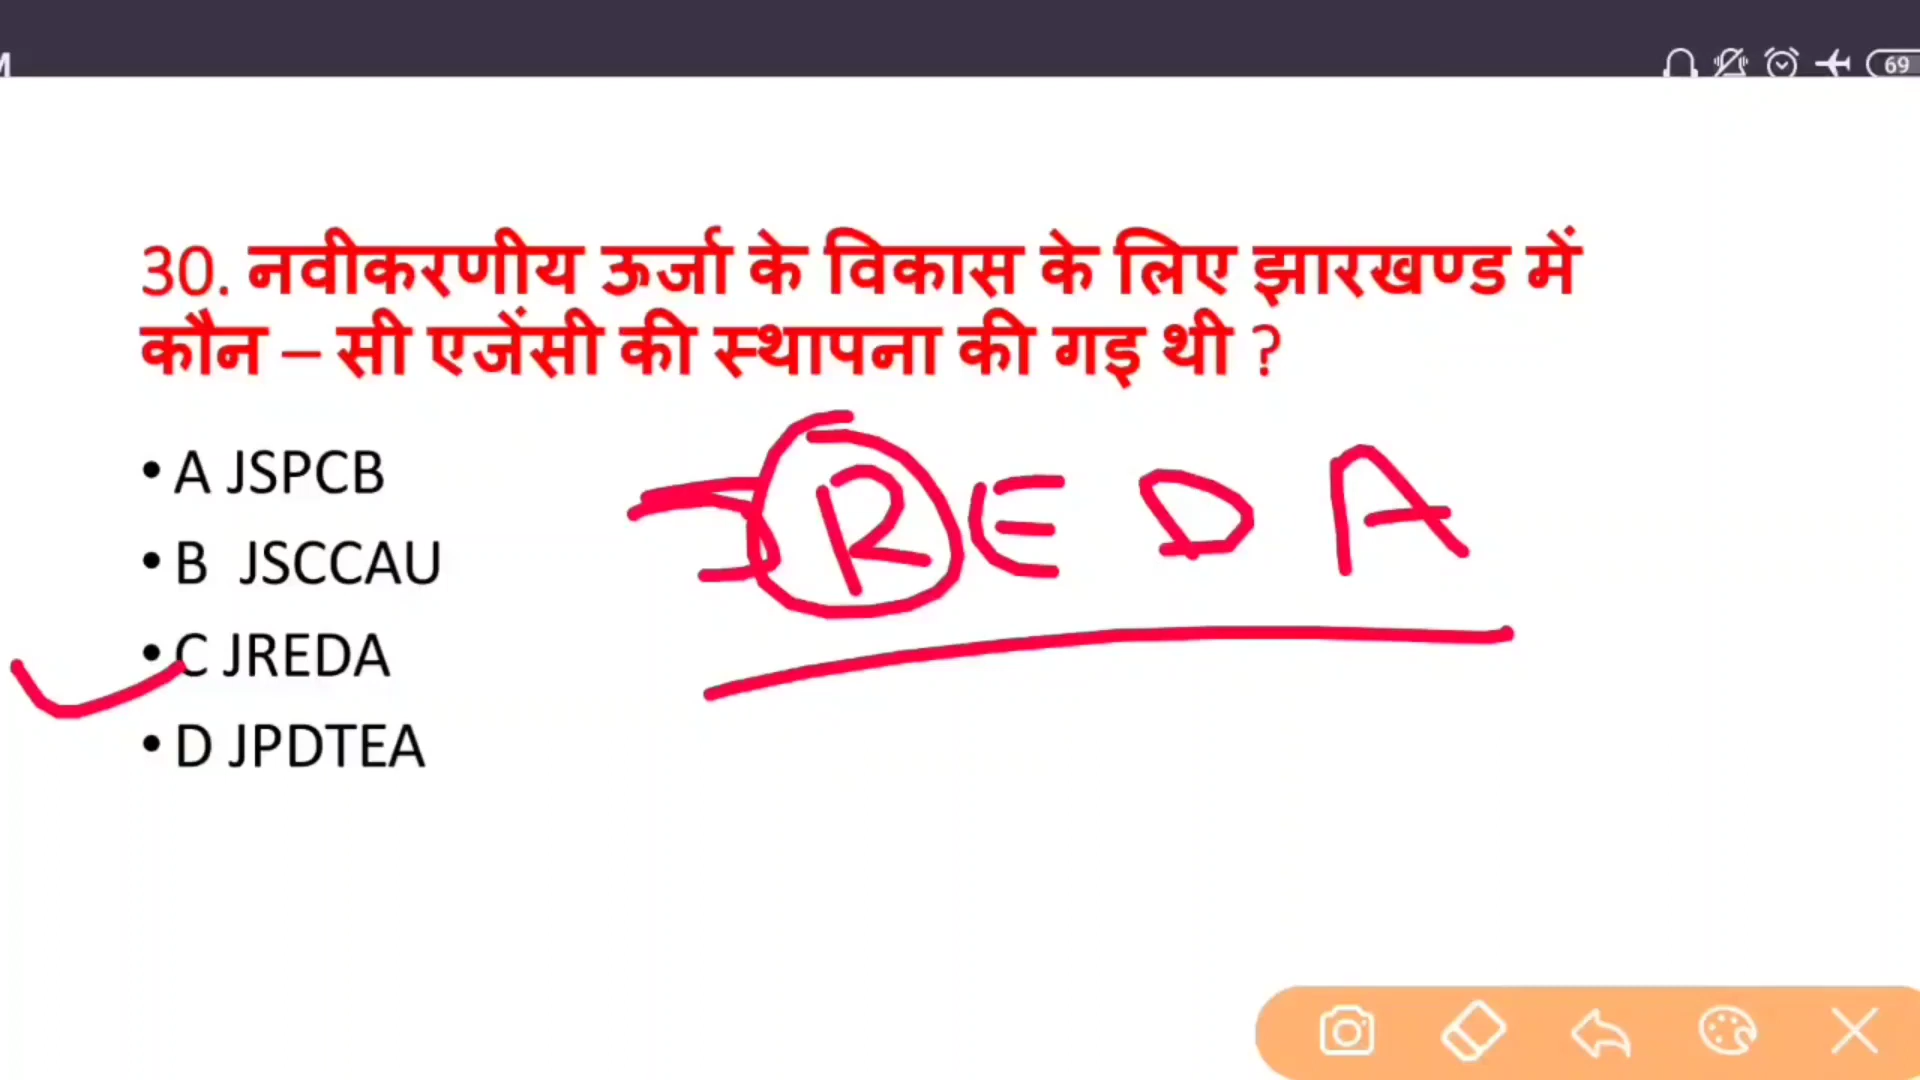 69
30. नवीकरणीय ऊर्जा के विकास के लिए झारखण्ड में
कौन – सी एजेंसी की स्थापना की गइ थी ?
• A JSPCB
• B JSCCAU
• C JREDA
• D JPDTEA
JREDA